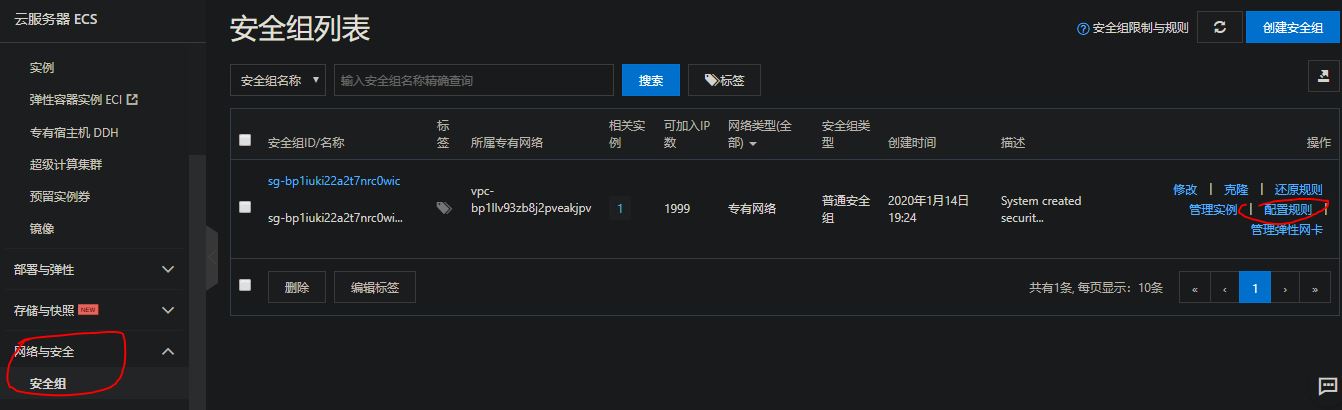 云服务器 ECS
实例
弹性容器实例 ECI
专有宿主机 DDH
超级计算集群
预留实例券
镜像
部署与弹性
存储与快照 NEW
网络与安全
安全组
安全组列表
安全组限制与规则
创建安全组
安全组名称
输入安全组名称精确查询
搜索
标签
安全组ID/名称
标签
所属专有网络
相关实例
可加入IP数
网络类型(全部)
安全组类型
创建时间
描述
操作
sg-bp1iuki22a2t7nrc0wic
sg-bp1iuki22a2t7nrc0wi...
vpc-
bp1llv93zb8j2pveakjpv
1
1999
专有网络
普通安全组
2020年1月14日
19:24
System created
securit...
修改 | 克隆 | 还原规则
管理实例 | 配置规则 |
管理弹性网卡
删除
编辑标签
共有1条, 每页显示：10条
« ‹ 1 › »